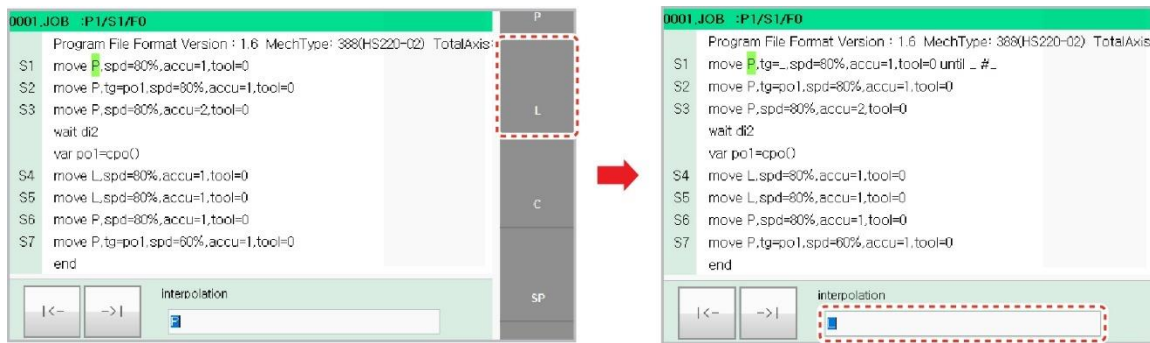 0001.JOB :P1/S1/F0
Program File Format Version : 1.6 MechType: 388(HS220-02) TotalAxis:
S1 move P,spd=80%,accu=1,tool=0
S2 move P,tg=po1,spd=80%,accu=1,tool=0
S3 move P,spd=80%,accu=2,tool=0
wait di2
var po1=cpo()
S4 move L,spd=80%,accu=1,tool=0
S5 move L,spd=80%,accu=1,tool=0
S6 move P,spd=80%,accu=1,tool=0
S7 move P,tg=po1,spd=60%,accu=1,tool=0
end
|<- ->|
interpolation
P
P
L
C
SP
0001.JOB :P1/S1/F0
Program File Format Version : 1.6 MechType: 388(HS220-02) TotalAxis
S1 move P,tg=_,spd=80%,accu=1,tool=0 until _ #_
S2 move P,tg=po1,spd=80%,accu=1,tool=0
S3 move P,spd=80%,accu=2,tool=0
wait di2
var po1=cpo()
S4 move L,spd=80%,accu=1,tool=0
S5 move L,spd=80%,accu=1,tool=0
S6 move P,spd=80%,accu=1,tool=0
S7 move P,tg=po1,spd=60%,accu=1,tool=0
end
|<- ->|
interpolation